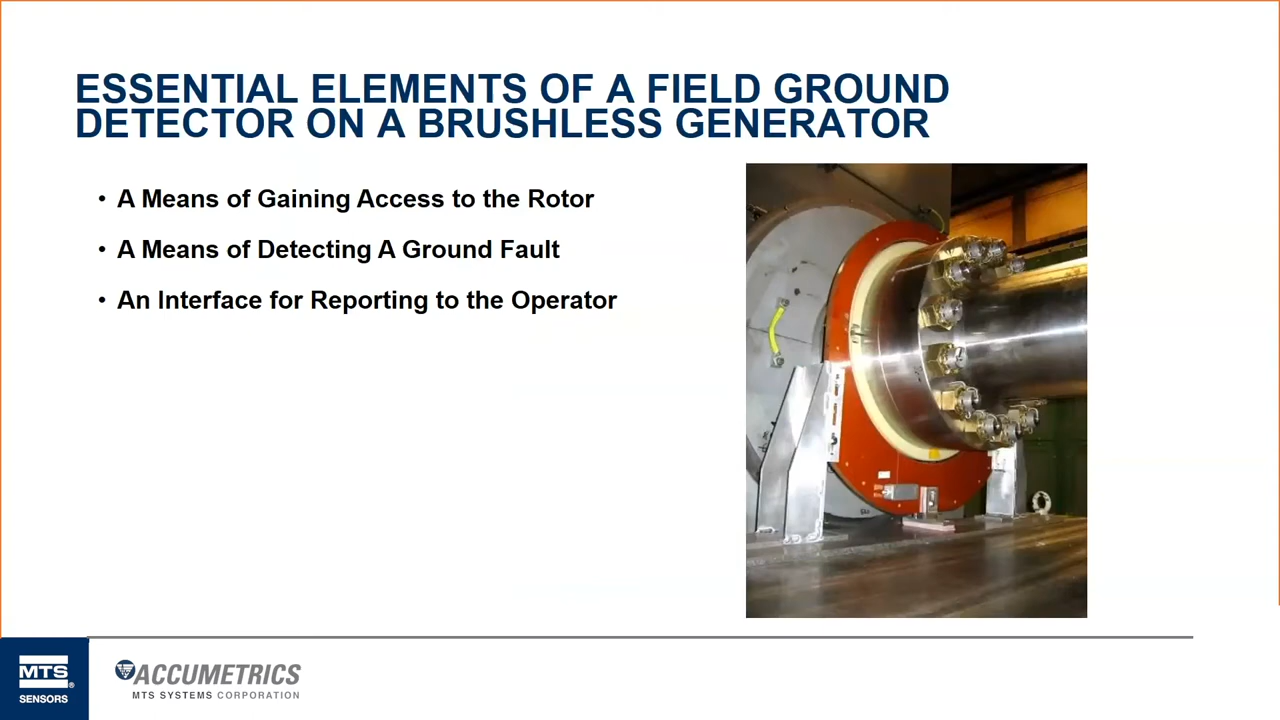 ESSENTIAL ELEMENTS OF A FIELD GROUND
DETECTOR ON A BRUSHLESS GENERATOR
• A Means of Gaining Access to the Rotor
• A Means of Detecting A Ground Fault
• An Interface for Reporting to the Operator
MTS
®
SENSORS
ACCUMETRICS
MTS SYSTEMS CORPORATION